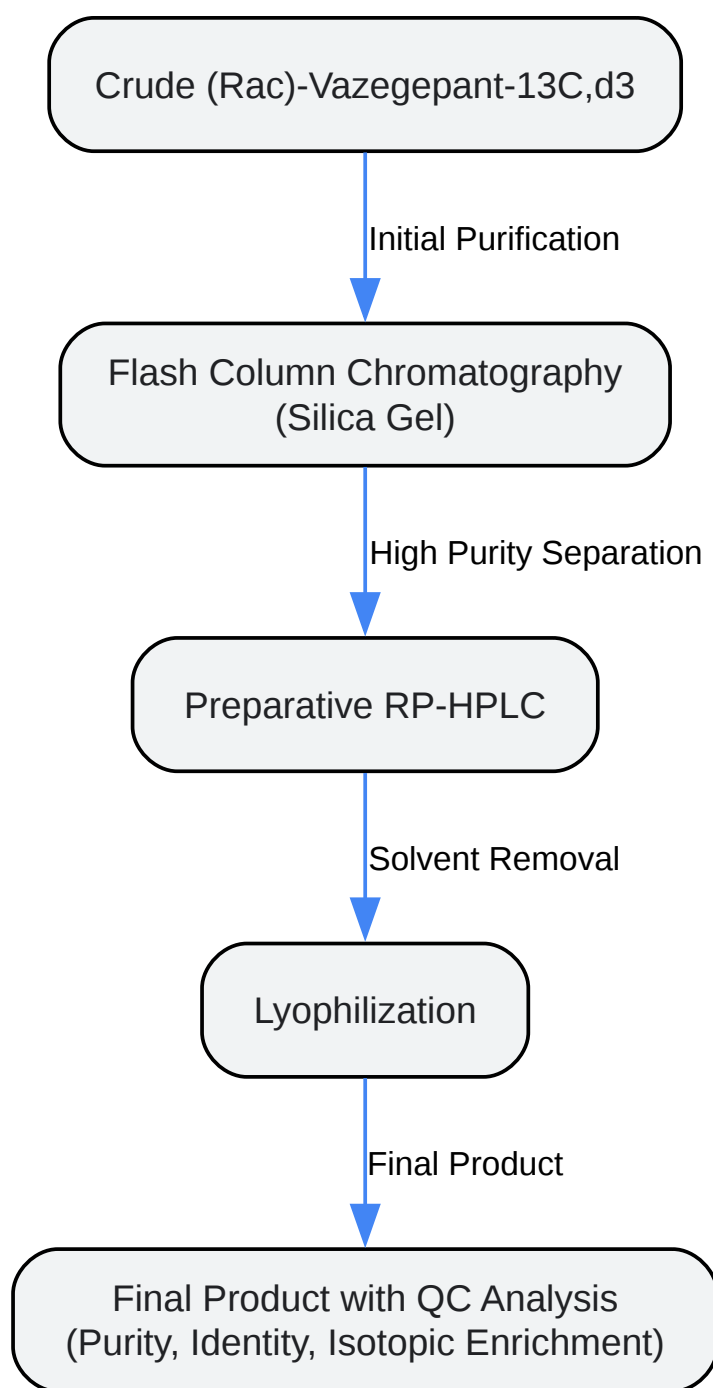 Crude (Rac)-Vazegepant-13C,d3
Initial Purification
Flash Column Chromatography
(Silica Gel)
High Purity Separation
Preparative RP-HPLC
Solvent Removal
Lyophilization
Final Product
Final Product with QC Analysis
(Purity, Identity, Isotopic Enrichment)